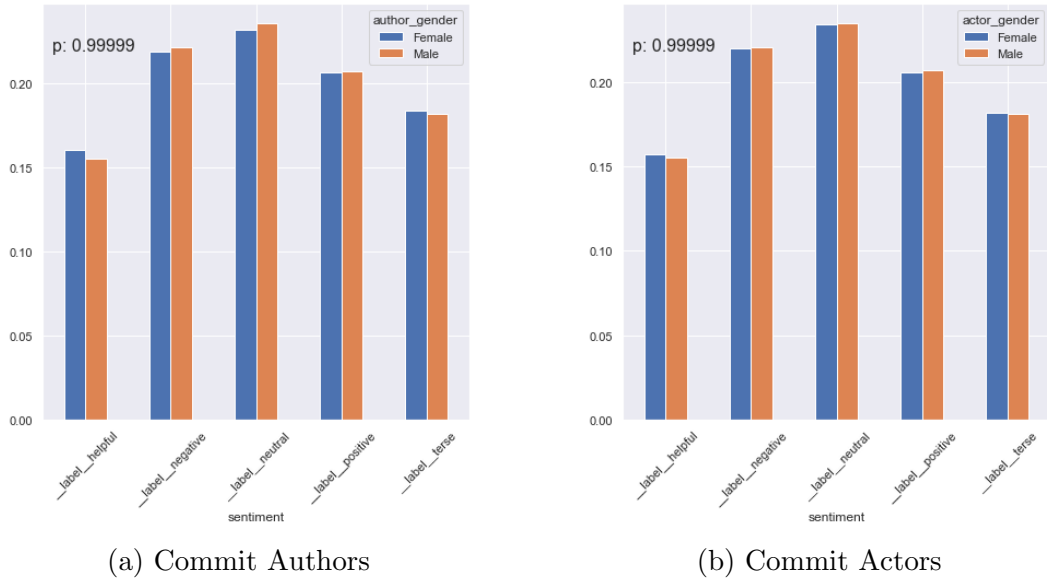 p: 0.99999
author_gender
Female
Male
0.20
0.15
0.10
0.05
0.00
__label__helpful
__label__negative
__label__neutral
__label__positive
__label__terse
sentiment
(a) Commit Authors
p: 0.99999
actor_gender
Female
Male
0.20
0.15
0.10
0.05
0.00
__label__helpful
__label__negative
__label__neutral
__label__positive
__label__terse
sentiment
(b) Commit Actors